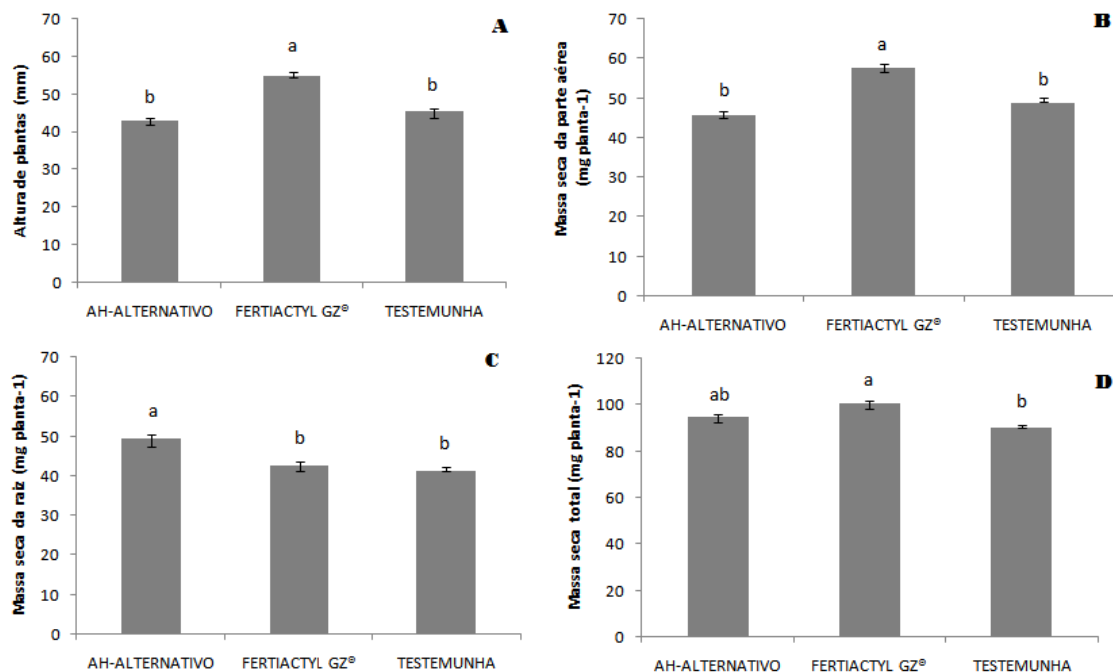 A
Altura de plantas (mm)
70
60
50
40
30
20
10
0
b
a
b
AH-ALTERNATIVO FERTIACTYL GZ® TESTEMUNHA
B
Massa seca da parte aérea
(mg planta-1)
70
60
50
40
30
20
10
0
b
a
b
AH-ALTERNATIVO FERTIACTYL GZ® TESTEMUNHA
C
Massa seca da raiz (mg planta-1)
70
60
50
40
30
20
10
0
a
b
b
AH-ALTERNATIVO FERTIACTYL GZ® TESTEMUNHA
D
Massa seca total (mg planta-1)
120
100
80
60
40
20
0
ab
a
b
AH-ALTERNATIVO FERTIACTYL GZ® TESTEMUNHA